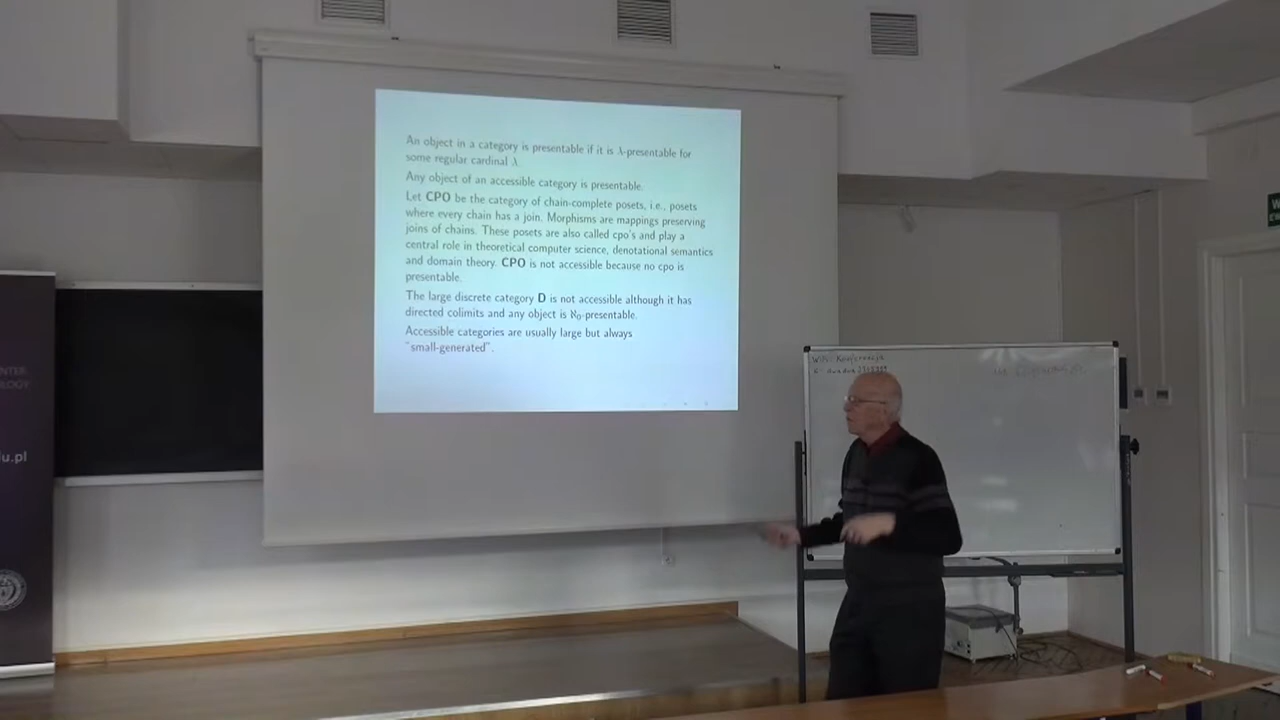 An object in a category is presentable if it is λ-presentable for
some regular cardinal λ.
Any object of an accessible category is presentable.
Let CPO be the category of chain-complete posets, i.e., posets
where every chain has a join. Morphisms are mappings preserving
joins of chains. These posets are also called cpo's and play a
central role in theoretical computer science, denotational semantics
and domain theory. CPO is not accessible because no cpo is
presentable.
The large discrete category D is not accessible although it has
directed colimits and any object is ℵ₀-presentable.
Accessible categories are usually large but always
"small-generated".
Konferencja
NTER
OLOGY
u.pl